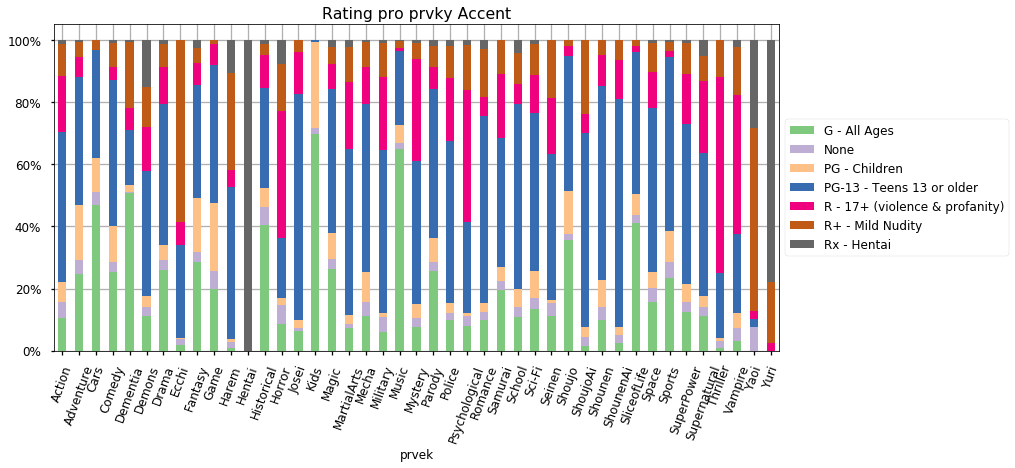 Rating pro prvky Accent
100%
80%
60%
40%
20%
0%
G - All Ages
None
PG - Children
PG-13 - Teens 13 or older
R - 17+ (violence & profanity)
R+ - Mild Nudity
Rx - Hentai
Action
Adventure
Cars
Comedy
Dementia
Demons
Drama
Ecchi
Fantasy
Game
Harem
Hentai
Historical
Horror
Josei
Kids
Magic
MartialArts
Mecha
Military
Music
Mystery
Parody
Police
Psychological
Romance
Samurai
School
Sci-Fi
Seinen
Shoujo
ShoujoAi
Shounen
ShounenAi
SliceofLife
Space
Sports
SuperPower
Supernatural
Thriller
Vampire
Yaoi
Yuri
prvek